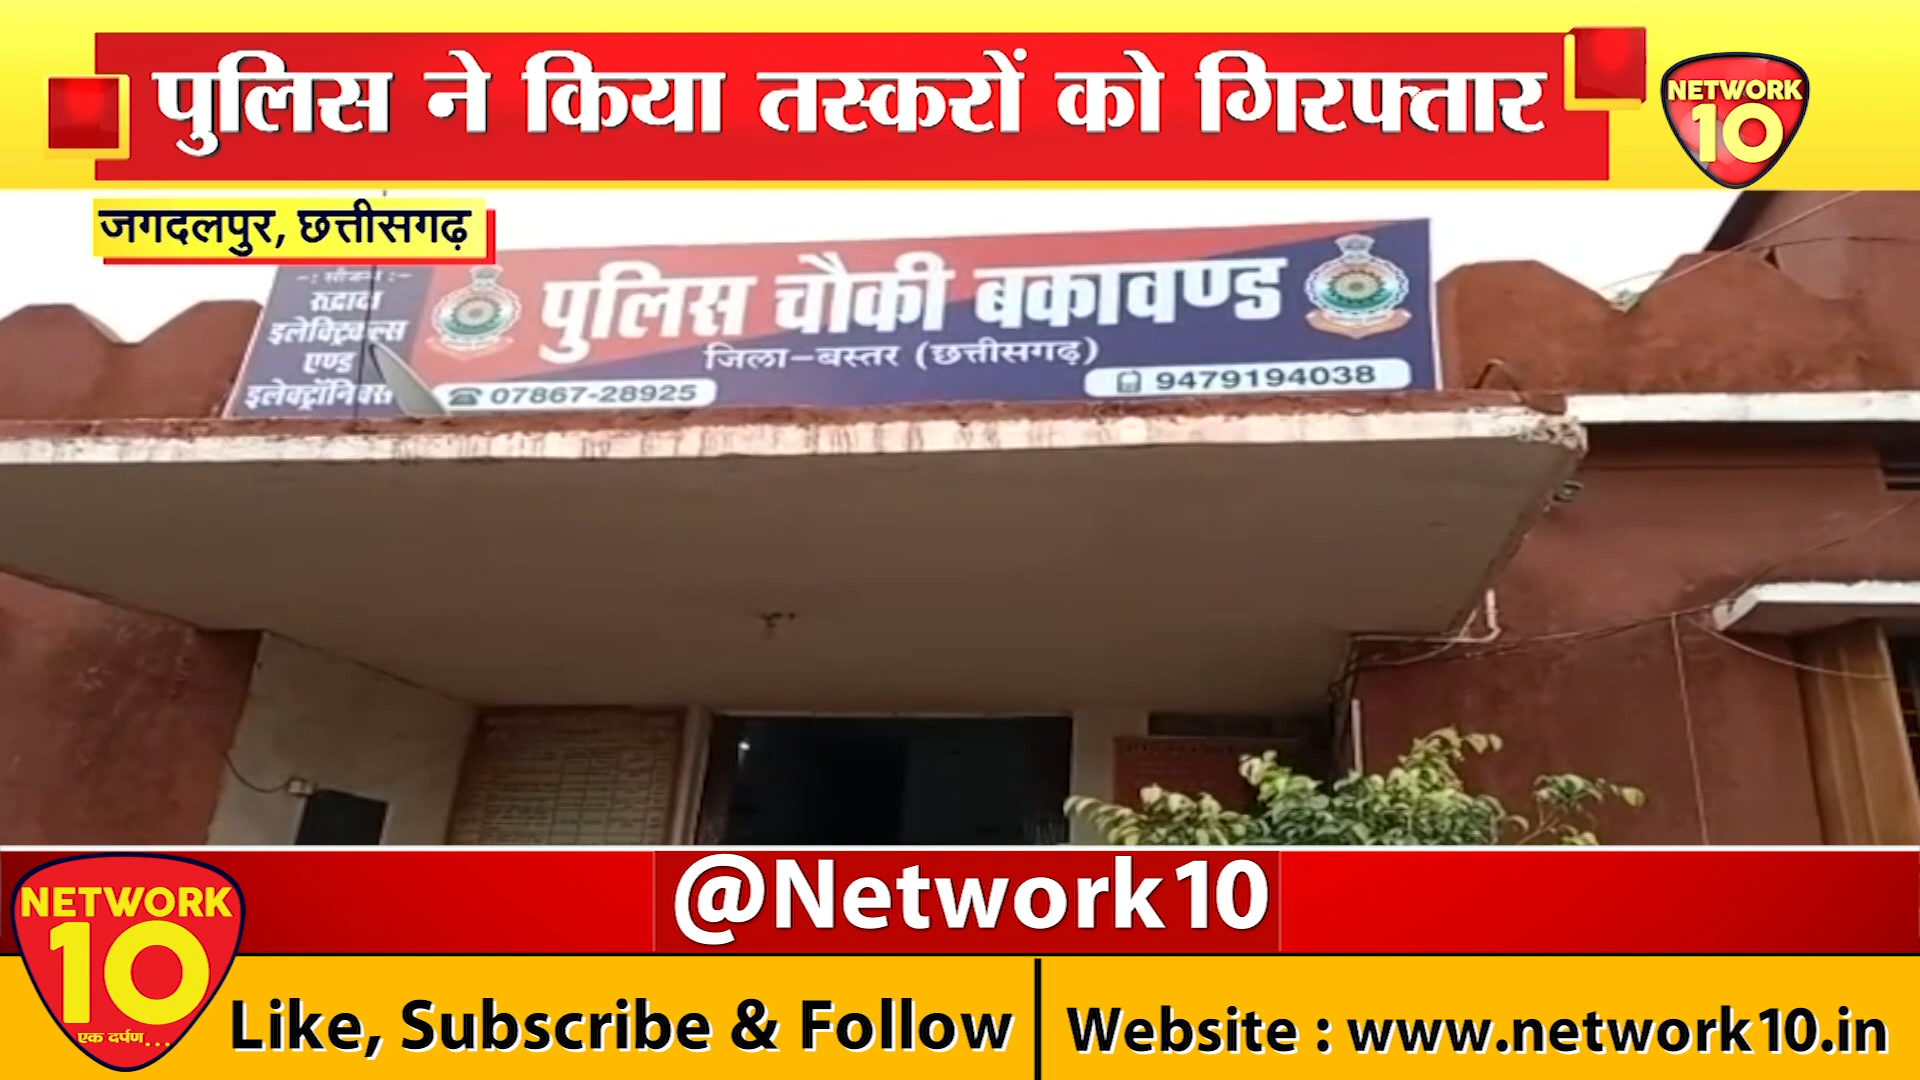 पुलिस ने किया तस्करों को गिरफ्तार
NETWORK
10
जगदलपुर, छत्तीसगढ़
-: सौजन्य :-
रुद्राक्ष
इलेक्ट्रिकल्स
एण्ड
इलेक्ट्रॉनिक्स
पुलिस चौकी बकावण्ड
जिला-बस्तर (छत्तीसगढ़)
07867-28925
9479194038
@Network10
NETWORK
10
एक दर्पण...
Like, Subscribe & Follow
Website : www.network10.in